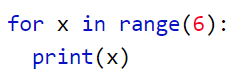 for x in range(6):
  print(x)